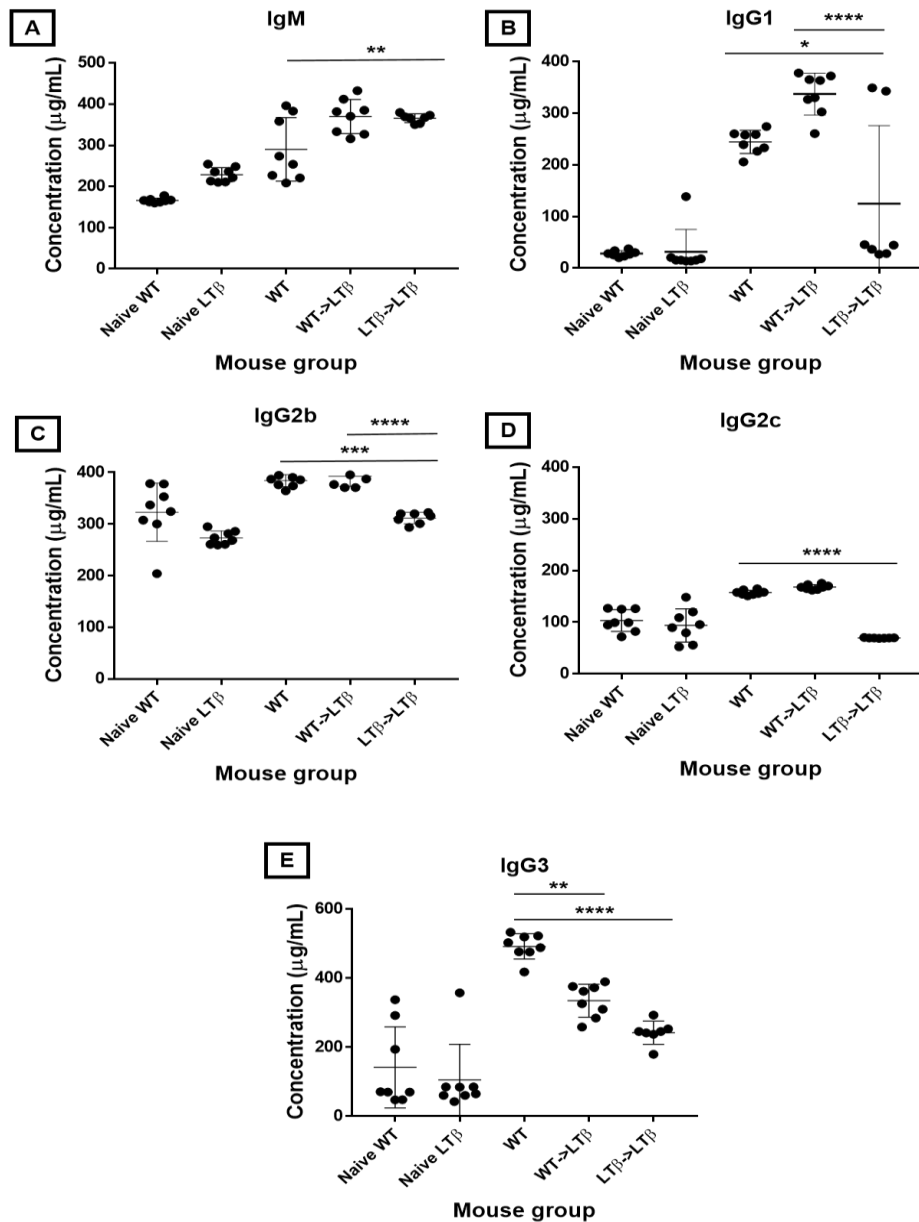 A
IgM
**
Concentration (µg/mL)
500
400
300
200
100
0
Naive WT
Naive LTβ
WT
WT->LTβ
LTβ->LTβ
Mouse group
B
IgG1
****
*
Concentration (µg/mL)
400
300
200
100
0
Naive WT
Naive LTβ
WT
WT->LTβ
LTβ->LTβ
Mouse group
C
IgG2b
****
***
Concentration (µg/mL)
400
300
200
100
0
Naive WT
Naive LTβ
WT
WT->LTβ
LTβ->LTβ
Mouse group
D
IgG2c
****
Concentration (µg/mL)
400
300
200
100
0
Naive WT
Naive LTβ
WT
WT->LTβ
LTβ->LTβ
Mouse group
E
IgG3
**
****
Concentration (µg/mL)
600
400
200
0
Naive WT
Naive LTβ
WT
WT->LTβ
LTβ->LTβ
Mouse group